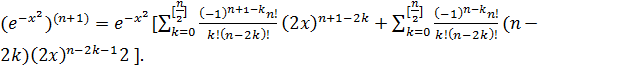 (e^{-x^2})^{(n+1)} = e^{-x^2} [\sum_{k=0}^{[\frac{n}{2}]} \frac{(-1)^{n+1-k} n!}{k!(n-2k)!} (2x)^{n+1-2k} + \sum_{k=0}^{[\frac{n}{2}]} \frac{(-1)^{n-k} n!}{k!(n-2k)!} (n -
2k)(2x)^{n-2k-1} 2 ].